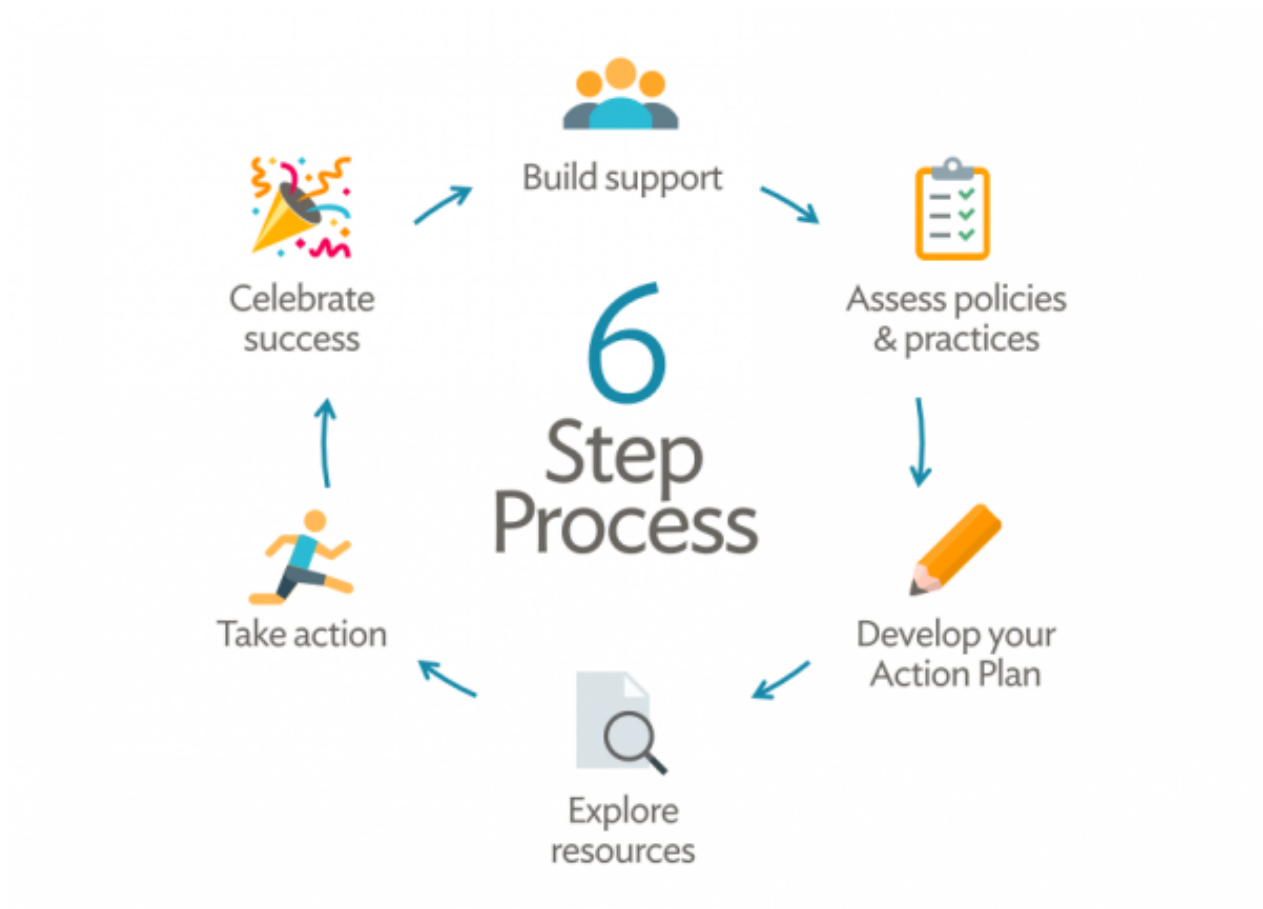 Build support
Assess policies
& practices
Develop your
Action Plan
Explore
resources
Take action
Celebrate
success
6
Step
Process